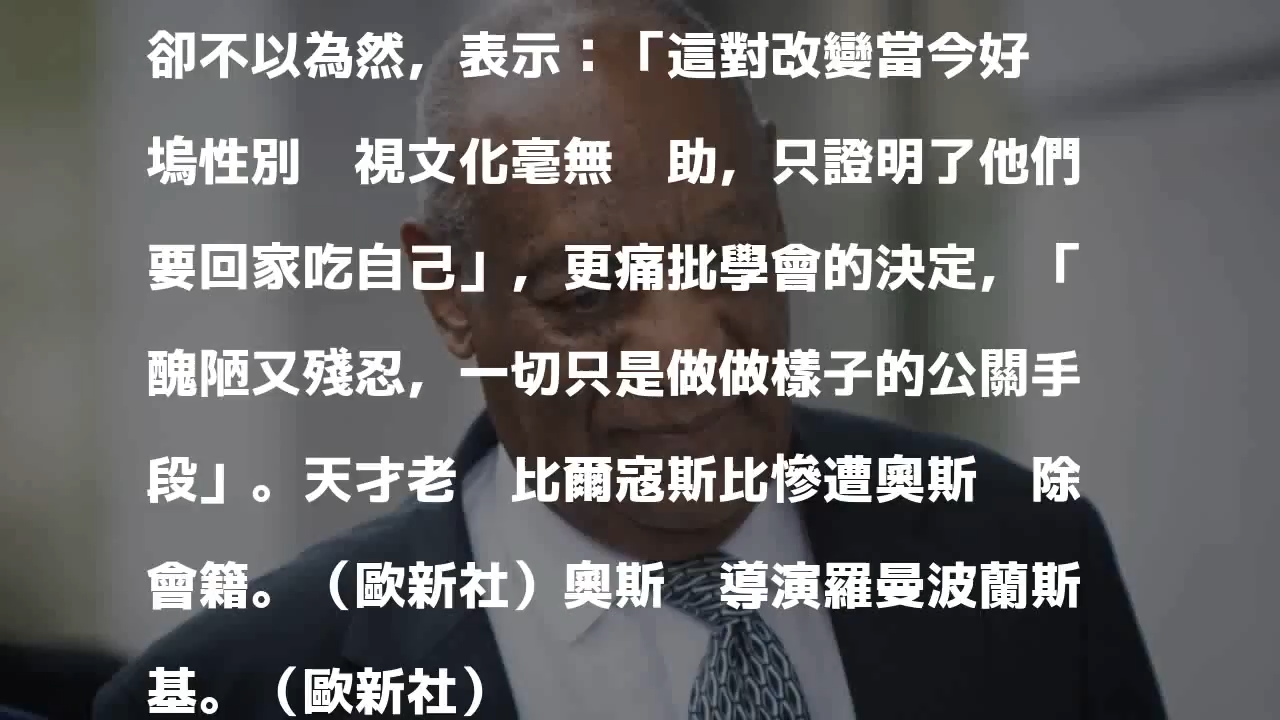 卻不以為然，表示：「這對改變當今好
塢性別　視文化毫無　助，只證明了他們
要回家吃自己」，更痛批學會的決定，「
醜陋又殘忍，一切只是做做樣子的公關手
段」。天才老　比爾寇斯比慘遭奧斯　除
會籍。（歐新社）奧斯　導演羅曼波蘭斯
基。（歐新社）